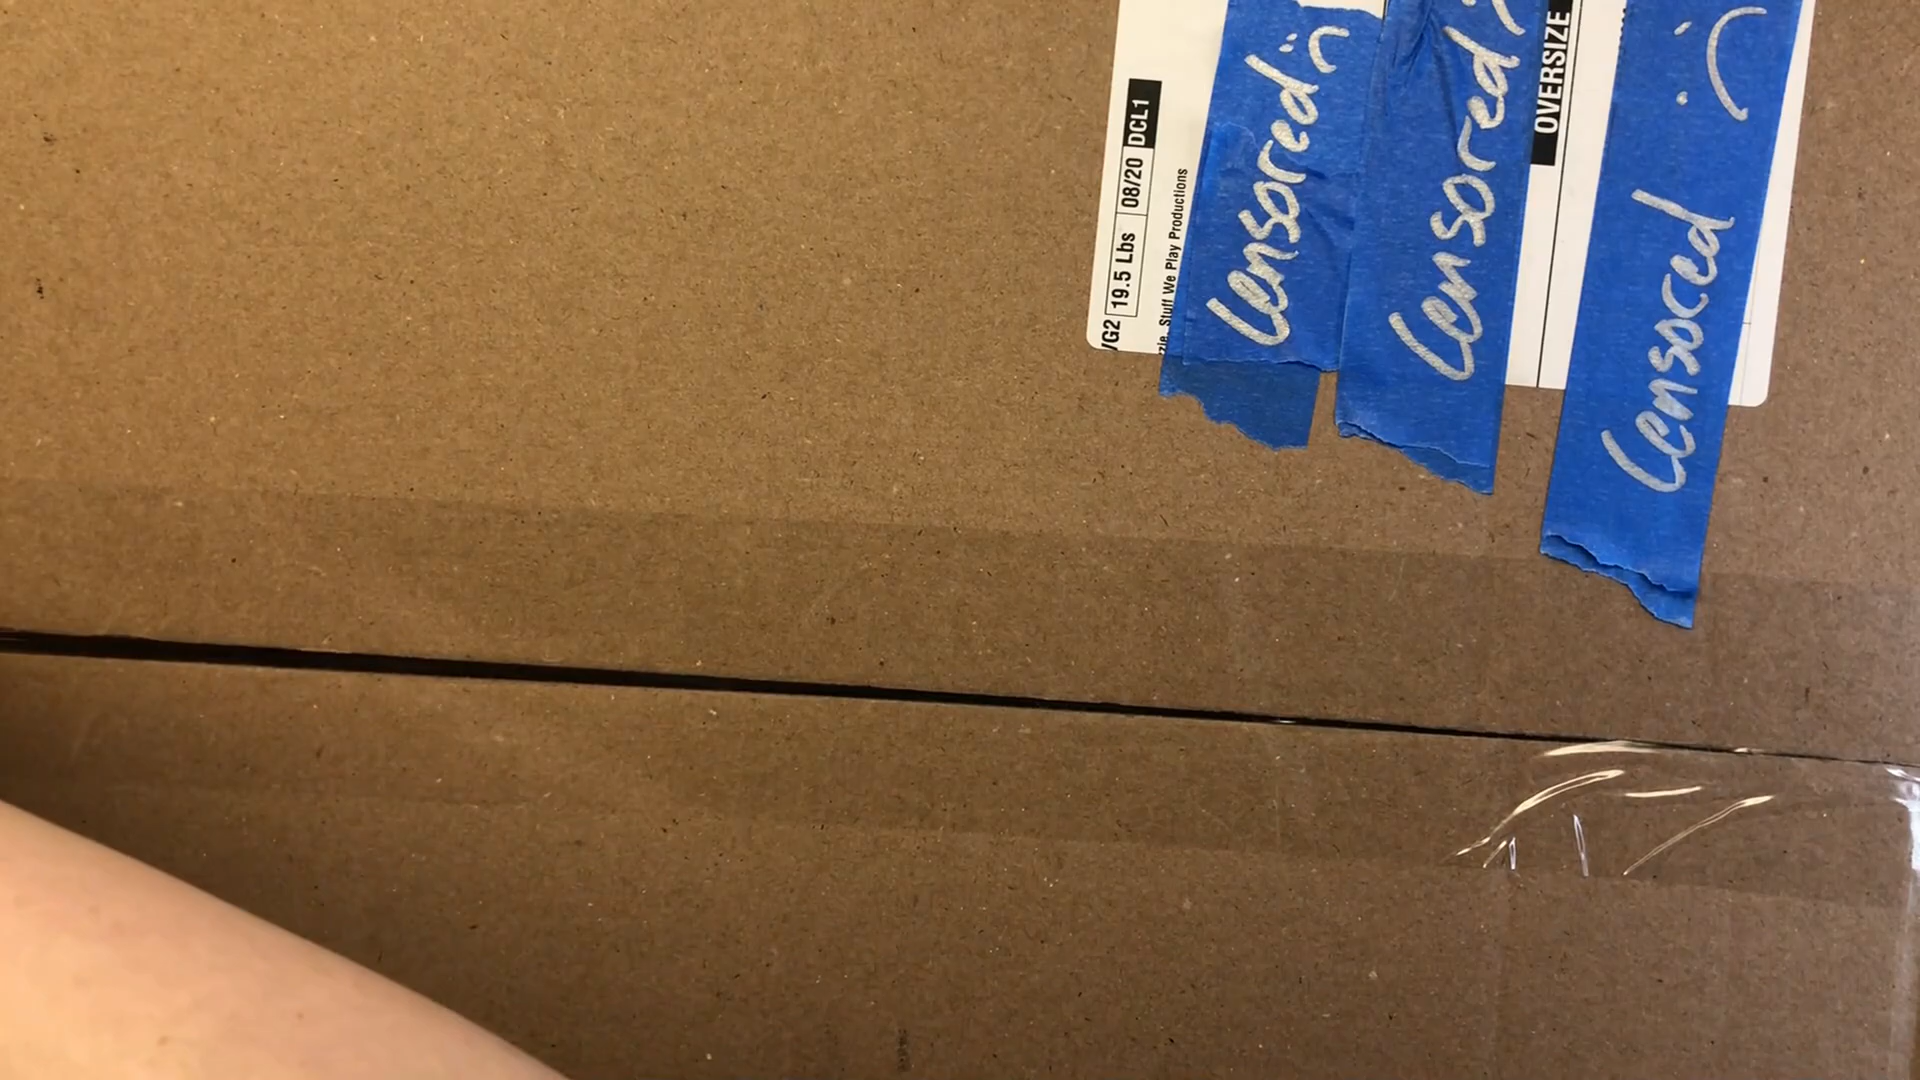 VG2 19.5 Lbs 08/20 DCL1
Stuff We Play Productions
Censored :(
Censored :(
OVERSIZE
Censored :(